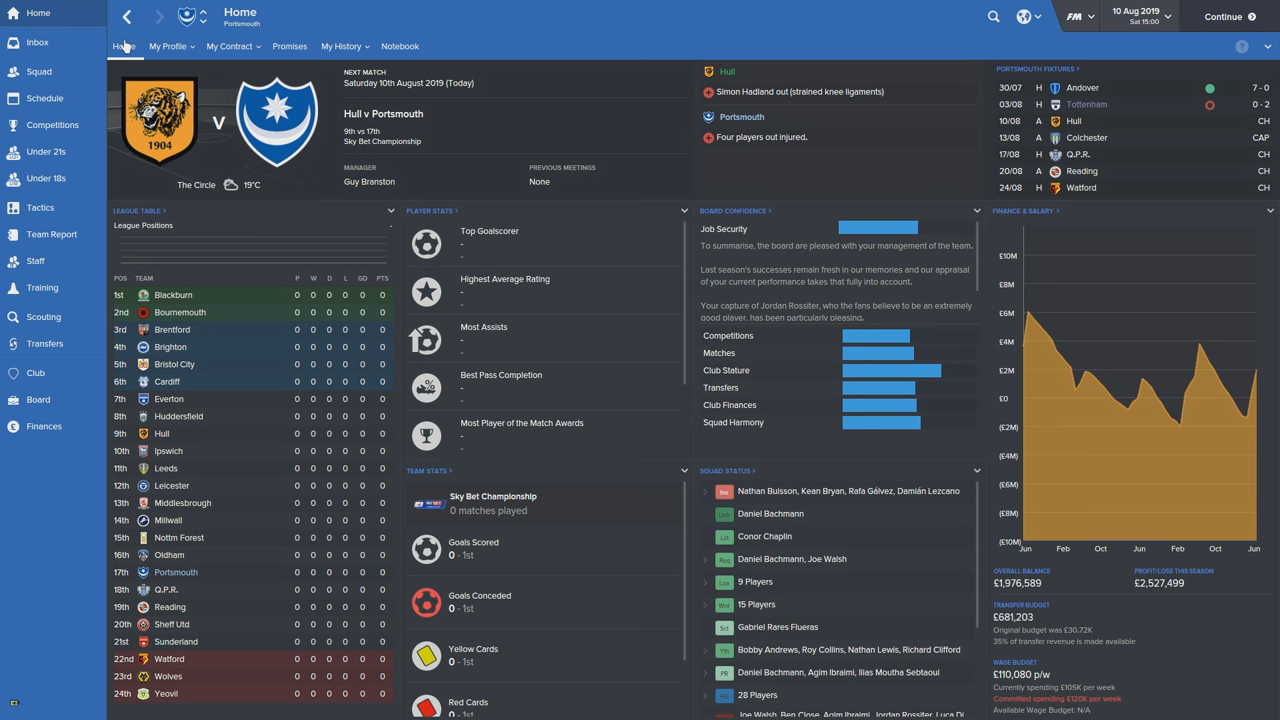 Home
Inbox
Squad
Schedule
Competitions
Under 21s
Under 18s
Tactics
Team Report
Staff
Training
Scouting
Transfers
Club
Board
Finances
Home
Portsmouth
FM
10 Aug 2019
Sat 15:00
Continue
My Profile
My Contract
Promises
My History
Notebook
?
1904
V
The Circle 19°C
NEXT MATCH
Saturday 10th August 2019 (Today)
Hull v Portsmouth
9th vs 17th
Sky Bet Championship
MANAGER
Guy Branston
PREVIOUS MEETINGS
None
Hull
Simon Hadland out (strained knee ligaments)
Portsmouth
Four players out injured.
PORTSMOUTH FIXTURES
30/07 H Andover 7 - 0
03/08 H Tottenham 0 - 2
10/08 A Hull CH
13/08 A Colchester CAP
17/08 H Q.P.R. CH
20/08 A Reading CH
24/08 H Watford CH
LEAGUE TABLE
League Positions -
POS TEAM P W D L GD PTS
1st Blackburn 0 0 0 0 0 0
2nd Bournemouth 0 0 0 0 0 0
3rd Brentford 0 0 0 0 0 0
4th Brighton 0 0 0 0 0 0
5th Bristol City 0 0 0 0 0 0
6th Cardiff 0 0 0 0 0 0
7th Everton 0 0 0 0 0 0
8th Huddersfield 0 0 0 0 0 0
9th Hull 0 0 0 0 0 0
10th Ipswich 0 0 0 0 0 0
11th Leeds 0 0 0 0 0 0
12th Leicester 0 0 0 0 0 0
13th Middlesbrough 0 0 0 0 0 0
14th Millwall 0 0 0 0 0 0
15th Nottm Forest 0 0 0 0 0 0
16th Oldham 0 0 0 0 0 0
17th Portsmouth 0 0 0 0 0 0
18th Q.P.R. 0 0 0 0 0 0
19th Reading 0 0 0 0 0 0
20th Sheff Utd 0 0 0 0 0 0
21st Sunderland 0 0 0 0 0 0
22nd Watford 0 0 0 0 0 0
23rd Wolves 0 0 0 0 0 0
24th Yeovil 0 0 0 0 0 0
PLAYER STATS
Top Goalscorer
-
-
Highest Average Rating
-
-
Most Assists
-
-
Best Pass Completion
-
-
Most Player of the Match Awards
-
-
TEAM STATS
Sky Bet Championship
0 matches played
Goals Scored
0 - 1st
Goals Conceded
0 - 1st
Yellow Cards
0 - 1st
Red Cards
0 - 1st
BOARD CONFIDENCE
Job Security
To summarise, the board are pleased with your management of the team.
Last season's successes remain fresh in our memories and our appraisal
of your current performance takes that fully into account.
Your capture of Jordan Rossiter, who the fans believe to be an extremely
good player, has been particularly pleasing.
Competitions
Matches
Club Stature
Transfers
Club Finances
Squad Harmony
SQUAD STATUS
Ine Nathan Buisson, Kean Bryan, Rafa Gálvez, Damián Lezcano
Unh Daniel Bachmann
Lst Conor Chaplin
Req Daniel Bachmann, Joe Walsh
Loa 9 Players
Wnt 15 Players
Sct Gabriel Rares Flueras
Yth Bobby Andrews, Roy Collins, Nathan Lewis, Richard Clifford
PR Daniel Bachmann, Agim Ibraimi, Ilias Moutha Sebtaoui
HG 28 Players
Joe Walsh, Ben Close, Agim Ibraimi, Jordan Rossiter, Luca Di
FINANCE & SALARY
£10M
£8M
£6M
£4M
£2M
£0
(£2M)
(£4M)
(£6M)
(£8M)
(£10M)
Jun Feb Oct Jun Feb Oct Jun
OVERALL BALANCE
£1,976,589
PROFIT/LOSS THIS SEASON
£2,527,499
TRANSFER BUDGET
£681,203
Original budget was £30.72K
35% of transfer revenue is made available
WAGE BUDGET
£110,080 p/w
Currently spending £105K per week
Committed spending £120K per week
Available Wage Budget: N/A